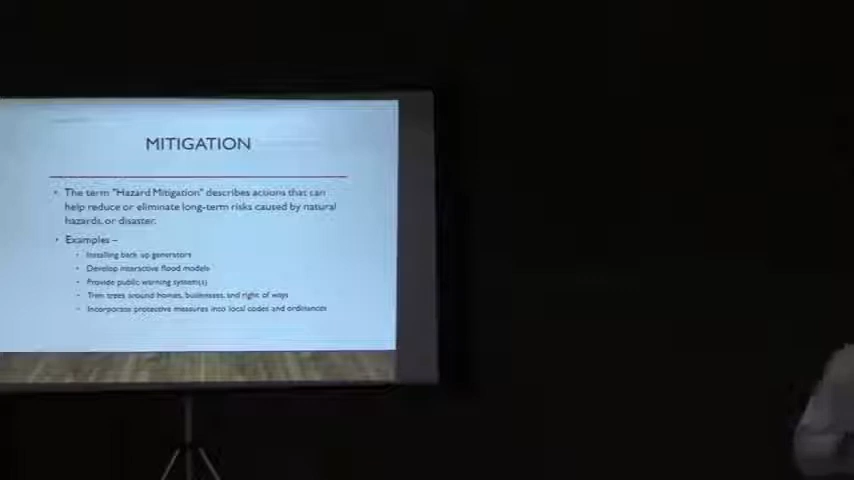 MITIGATION
• The term "Hazard Mitigation" describes actions that can
help reduce or eliminate long-term risks caused by natural
hazards, or disaster.
• Examples –
• Installing back up generators
• Develop interactive flood models
• Provide public warning system(s)
• Trim trees around homes, businesses, and right of ways
• Incorporate protective measures into local codes and ordinances